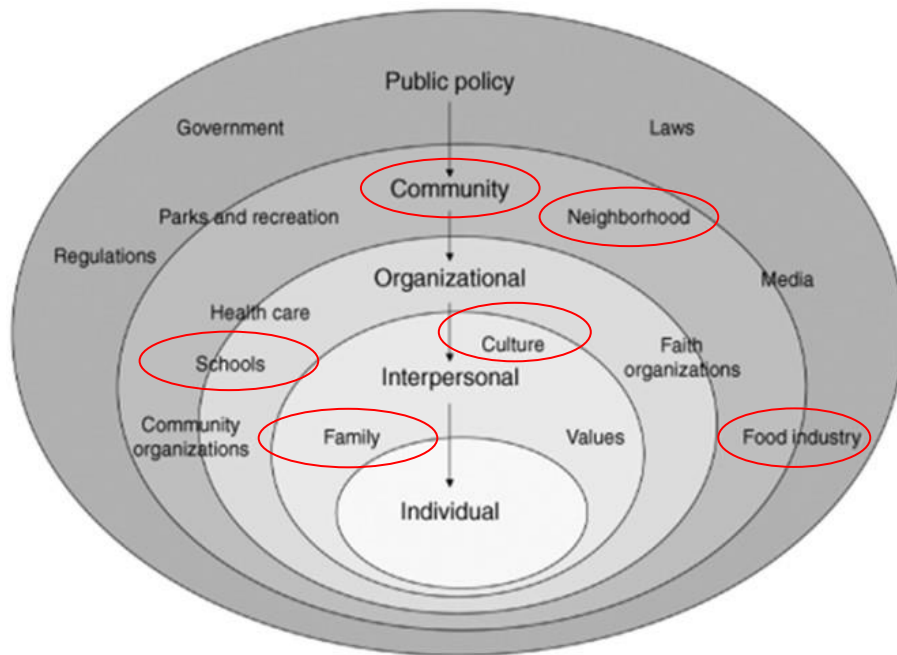 Public policy
Government
Laws
Community
Parks and recreation
Neighborhood
Regulations
Organizational
Media
Health care
Culture
Schools
Faith
organizations
Interpersonal
Community
organizations
Family
Values
Food industry
Individual